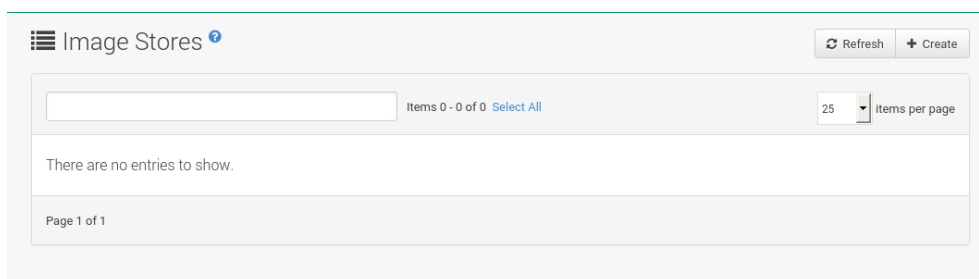 Image Stores ?
Refresh + Create
Items 0 - 0 of 0 Select All
25 items per page
There are no entries to show.
Page 1 of 1